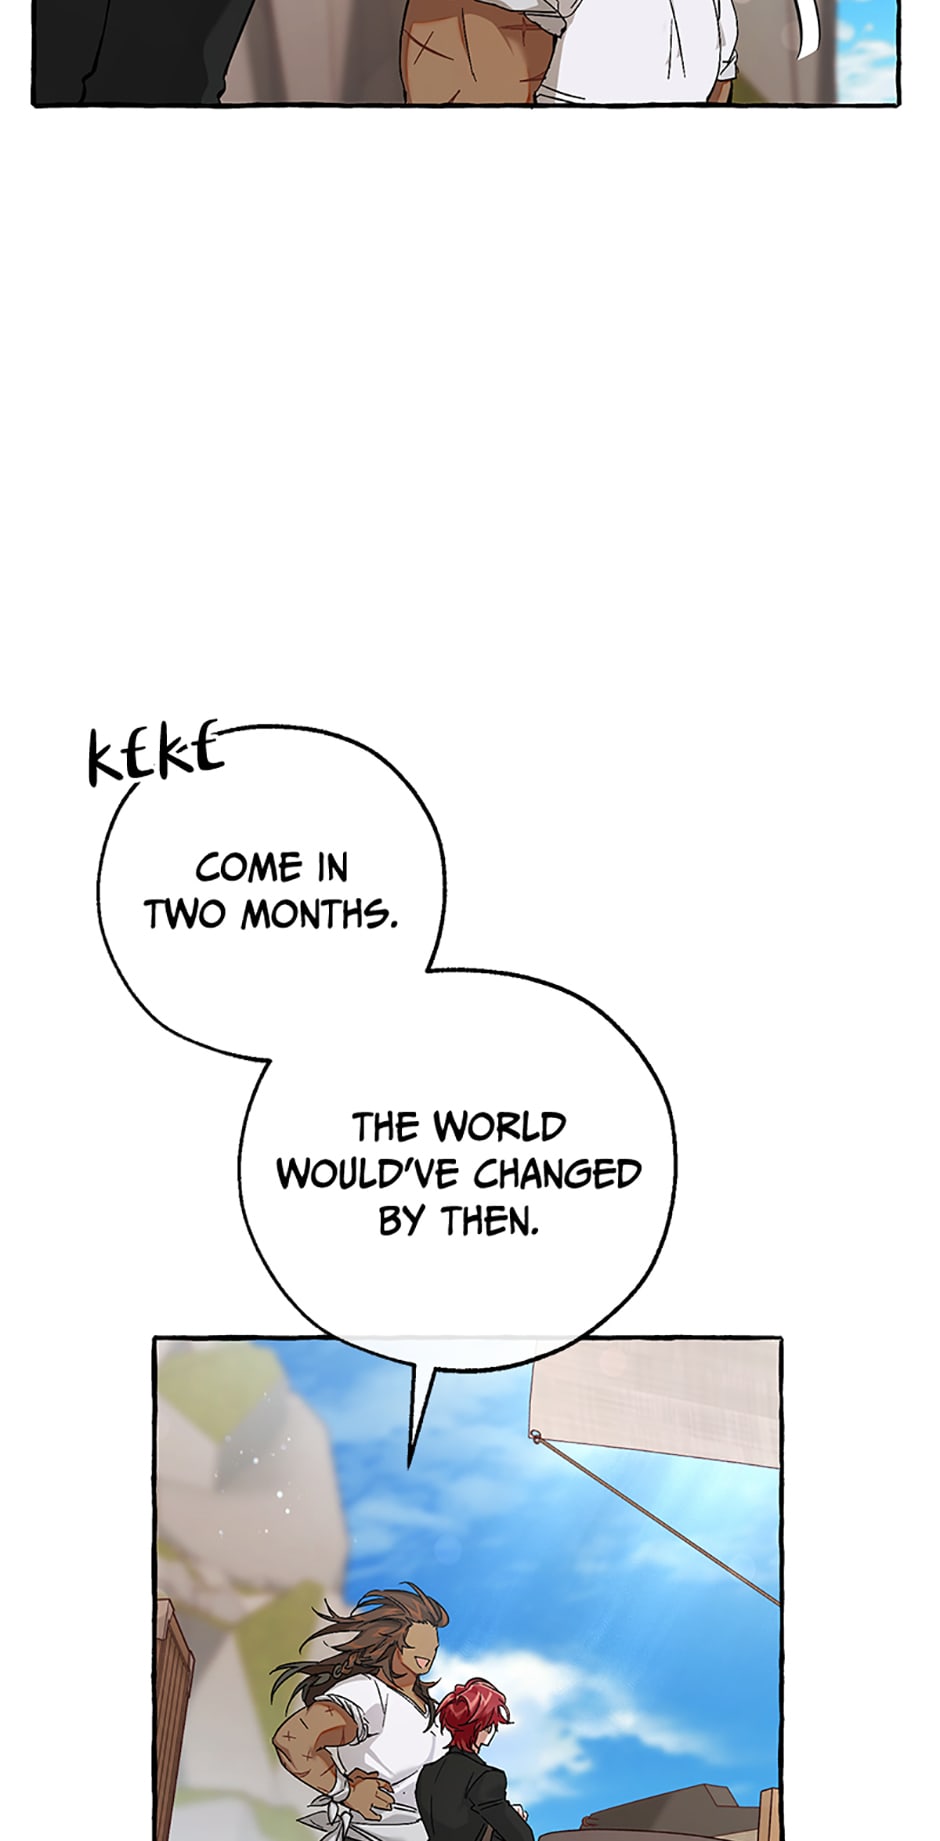 KEKE
COME IN
TWO MONTHS.
THE WORLD
WOULD'VE CHANGED
BY THEN.